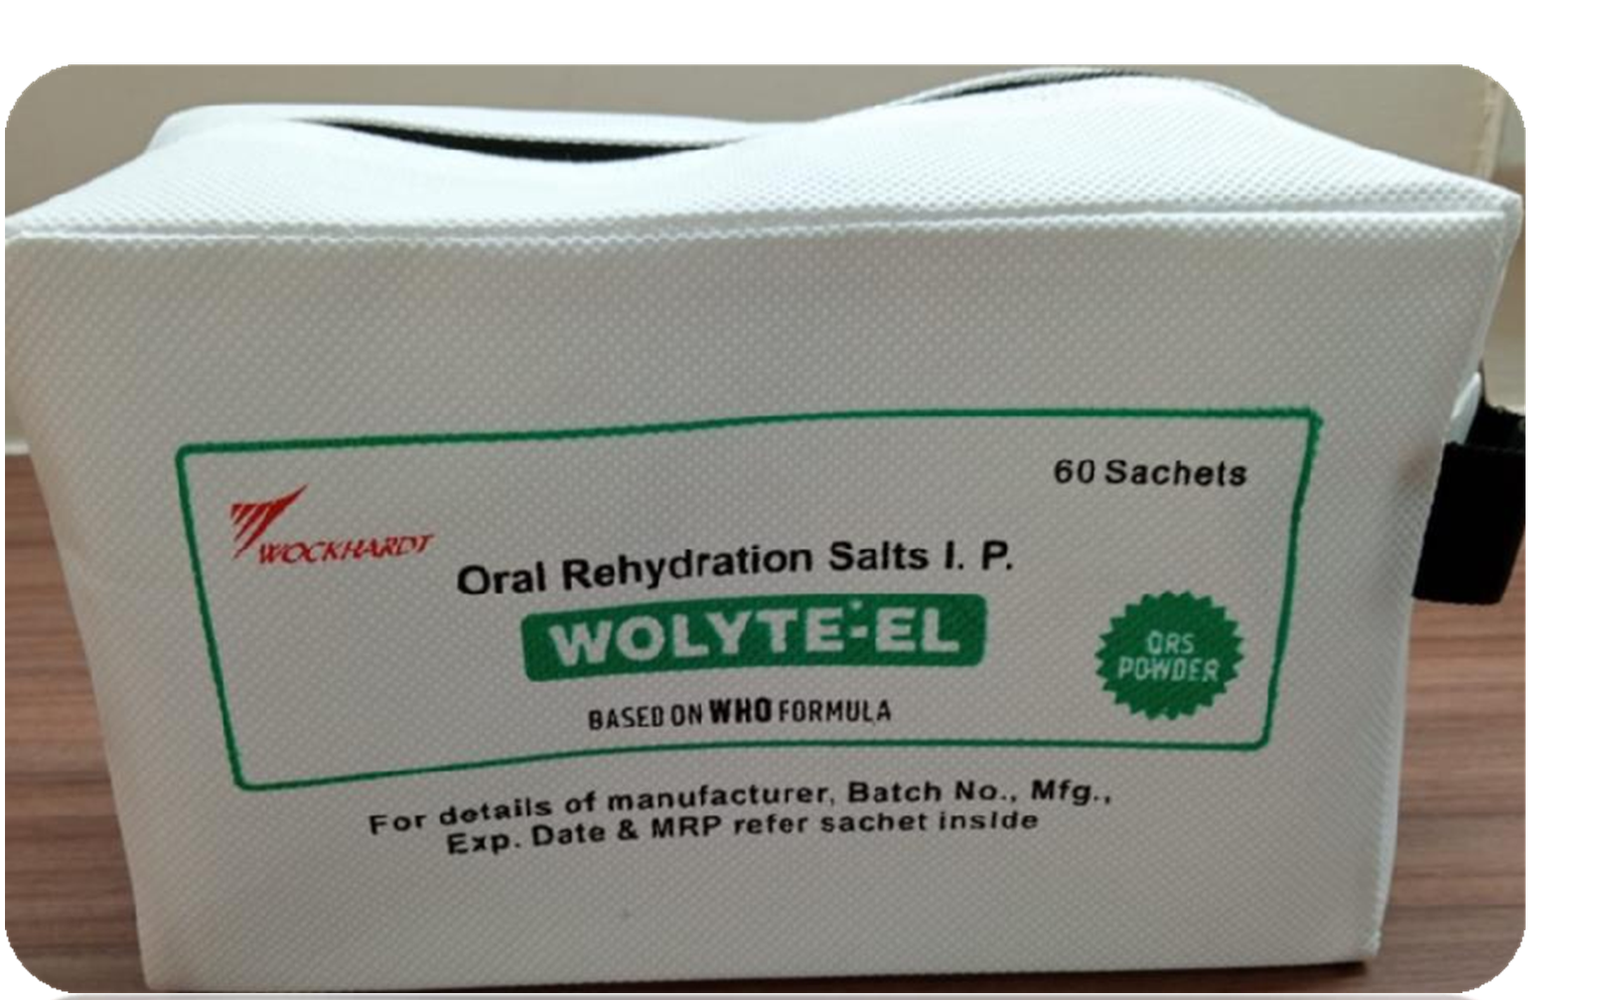 60 Sachets
WOCKHARDT
Oral Rehydration Salts I. P.
WOLYTE-EL
ORS
POWDER
BASED ON WHO FORMULA
For details of manufacturer, Batch No., Mfg.,
Exp. Date & MRP refer sachet inside